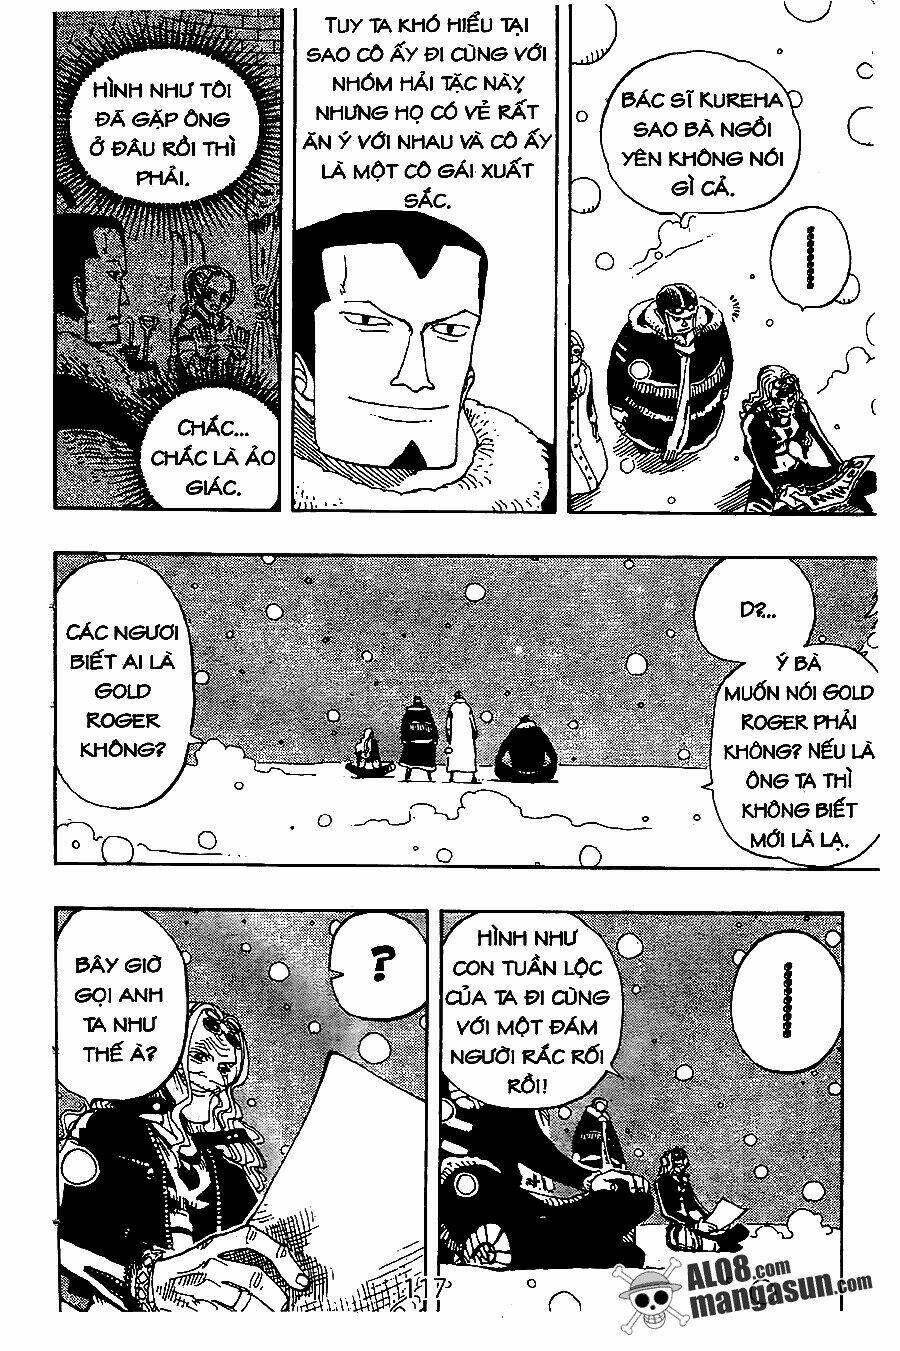 BÁC SĨ KUREHA
SAO BÀ NGỒI
YÊN KHÔNG NÓI
GÌ CẢ.
..........
TUY TA KHÓ HIỂU TẠI
SAO CÔ ẤY ĐI CÙNG VỚI
NHÓM HẢI TẶC NÀY,
NHƯNG HỌ CÓ VẺ RẤT
ĂN Ý VỚI NHAU VÀ CÔ ẤY
LÀ MỘT CÔ GÁI XUẤT
SẮC.
HÌNH NHƯ TÔI
ĐÃ GẶP ÔNG
Ở ĐÂU RỒI THÌ
PHẢI.
CHẮC...
CHẮC LÀ ẢO
GIÁC.
D?...
Ý BÀ
MUỐN NÓI GOLD
ROGER PHẢI
KHÔNG? NẾU LÀ
ÔNG TA THÌ
KHÔNG BIẾT
MỚI LÀ LẠ.
CÁC NGƯƠI
BIẾT AI LÀ
GOLD
ROGER
KHÔNG?
..........
HÌNH NHƯ
CON TUẦN LỘC
CỦA TA ĐI CÙNG
VỚI MỘT ĐÁM
NGƯỜI RẮC RỐI
RỒI!
?
BÂY GIỜ
GỌI ANH
TA NHƯ
THẾ À?
117
AL08.com
mangasun.com